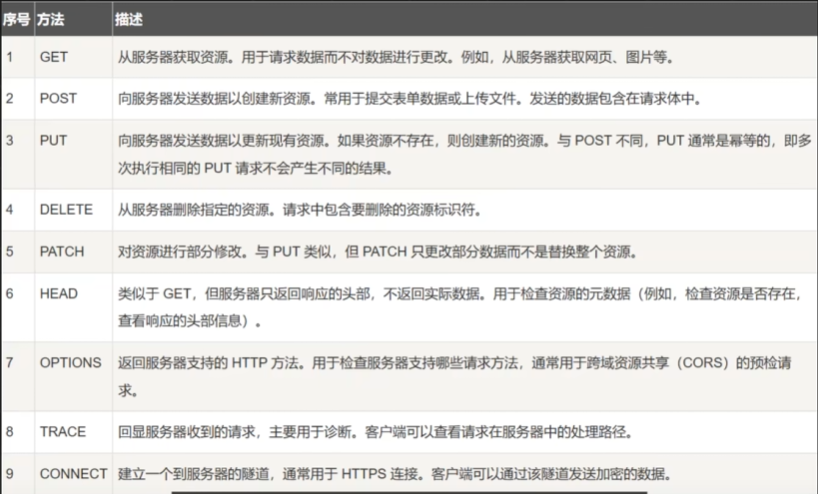 序号 方法 描述
1 GET 从服务器获取资源。用于请求数据而不对数据进行更改。例如，从服务器获取网页、图片等。
2 POST 向服务器发送数据以创建新资源。常用于提交表单数据或上传文件。发送的数据包含在请求体中。
3 PUT 向服务器发送数据以更新现有资源。如果资源不存在，则创建新的资源。与 POST 不同，PUT 通常是幂等的，即多
次执行相同的 PUT 请求不会产生不同的结果。
4 DELETE 从服务器删除指定的资源。请求中包含要删除的资源标识符。
5 PATCH 对资源进行部分修改。与 PUT 类似，但 PATCH 只更改部分数据而不是替换整个资源。
6 HEAD 类似于 GET，但服务器只返回响应的头部，不返回实际数据。用于检查资源的元数据（例如，检查资源是否存在，
查看响应的头部信息）。
7 OPTIONS 返回服务器支持的 HTTP 方法。用于检查服务器支持哪些请求方法，通常用于跨域资源共享（CORS）的预检请
求。
8 TRACE 回显服务器收到的请求，主要用于诊断。客户端可以查看请求在服务器中的处理路径。
9 CONNECT 建立一个到服务器的隧道，通常用于 HTTPS 连接。客户端可以通过该隧道发送加密的数据。